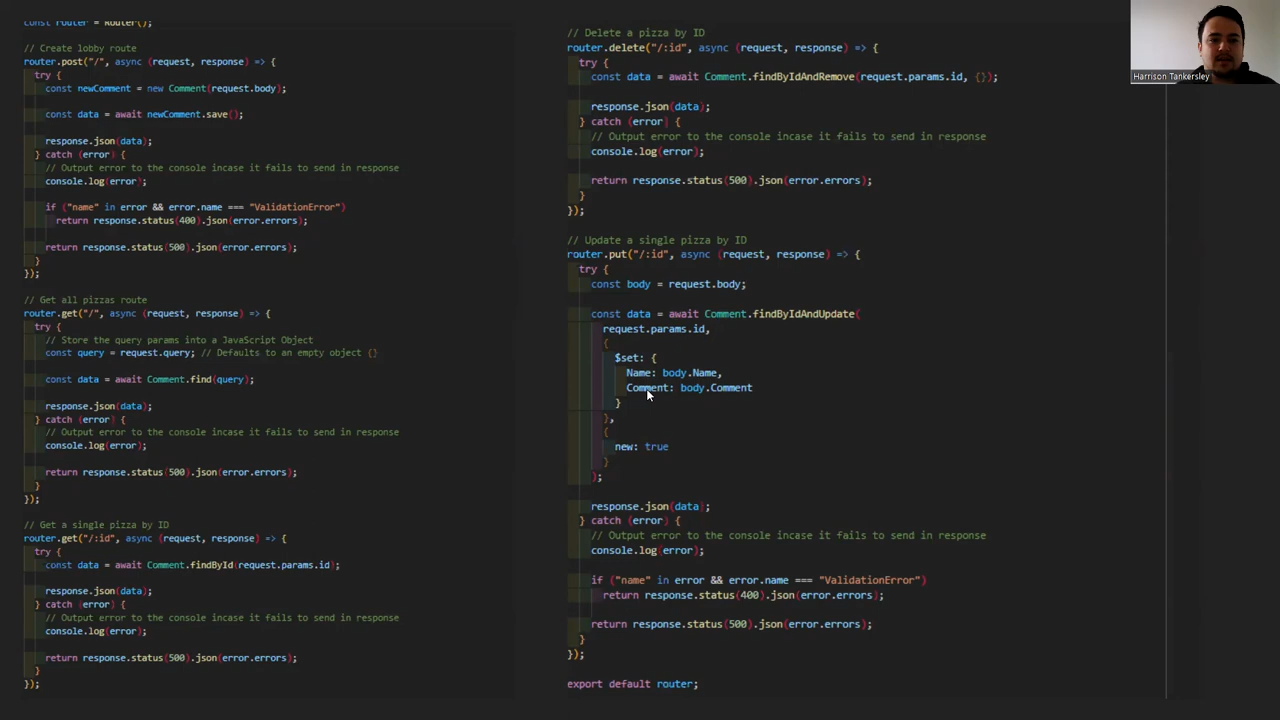 const router = Router();
// Create lobby route
router.post("/", async (request, response) => {
try {
const newComment = new Comment(request.body);
const data = await newComment.save();
response.json(data);
} catch (error) {
// Output error to the console incase it fails to send in response
console.log(error);
if ("name" in error && error.name === "ValidationError")
return response.status(400).json(error.errors);
return response.status(500).json(error.errors);
}
});
// Get all pizzas route
router.get("/", async (request, response) => {
try {
// Store the query params into a JavaScript Object
const query = request.query; // Defaults to an empty object {}
const data = await Comment.find(query);
response.json(data);
} catch (error) {
// Output error to the console incase it fails to send in response
console.log(error);
return response.status(500).json(error.errors);
}
});
// Get a single pizza by ID
router.get("/:id", async (request, response) => {
try {
const data = await Comment.findById(request.params.id);
response.json(data);
} catch (error) {
// Output error to the console incase it fails to send in response
console.log(error);
return response.status(500).json(error.errors);
}
});
// Delete a pizza by ID
router.delete("/:id", async (request, response) => {
try {
const data = await Comment.findByIdAndRemove(request.params.id, {});
response.json(data);
} catch (error) {
// Output error to the console incase it fails to send in response
console.log(error);
return response.status(500).json(error.errors);
}
});
// Update a single pizza by ID
router.put("/:id", async (request, response) => {
try {
const body = request.body;
const data = await Comment.findByIdAndUpdate(
request.params.id,
{
$set: {
Name: body.Name,
Comment: body.Comment
}
},
{
new: true
}
);
response.json(data);
} catch (error) {
// Output error to the console incase it fails to send in response
console.log(error);
if ("name" in error && error.name === "ValidationError")
return response.status(400).json(error.errors);
return response.status(500).json(error.errors);
}
});
export default router;
Harrison Tankersley